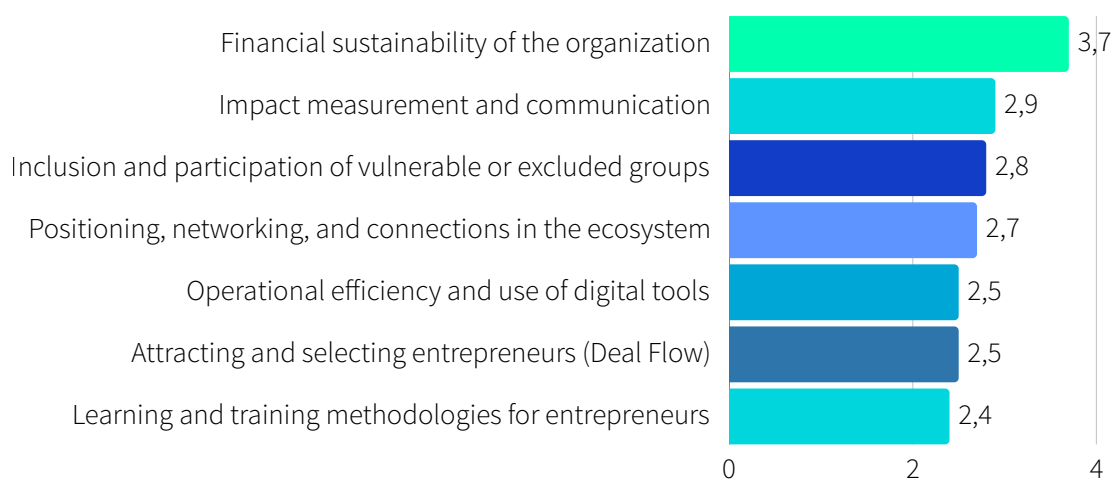 Financial sustainability of the organization 3,7
Impact measurement and communication 2,9
Inclusion and participation of vulnerable or excluded groups 2,8
Positioning, networking, and connections in the ecosystem 2,7
Operational efficiency and use of digital tools 2,5
Attracting and selecting entrepreneurs (Deal Flow) 2,5
Learning and training methodologies for entrepreneurs 2,4
0 2 4